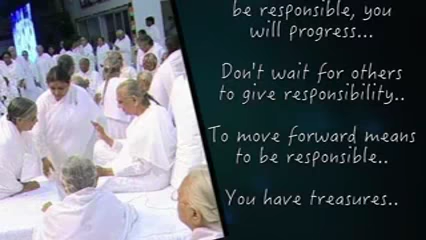 be responsible, you
will progress...
Don't wait for others
to give responsibility..
To move forward means
to be responsible..
You have treasures..